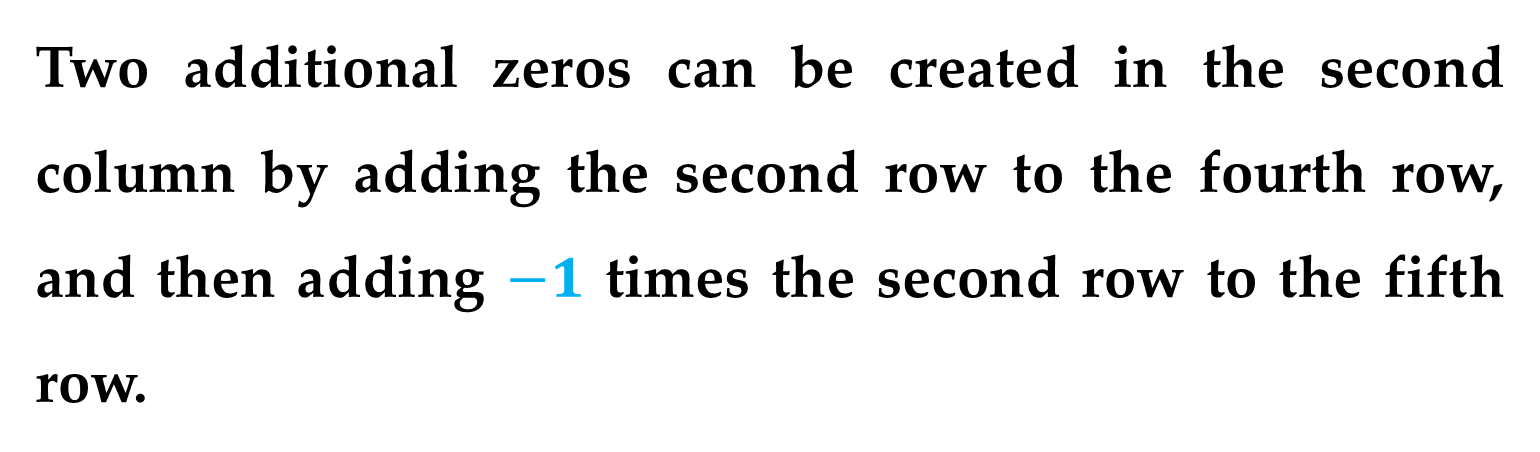 Two additional zeros can be created in the second
column by adding the second row to the fourth row,
and then adding −1 times the second row to the fifth
row.